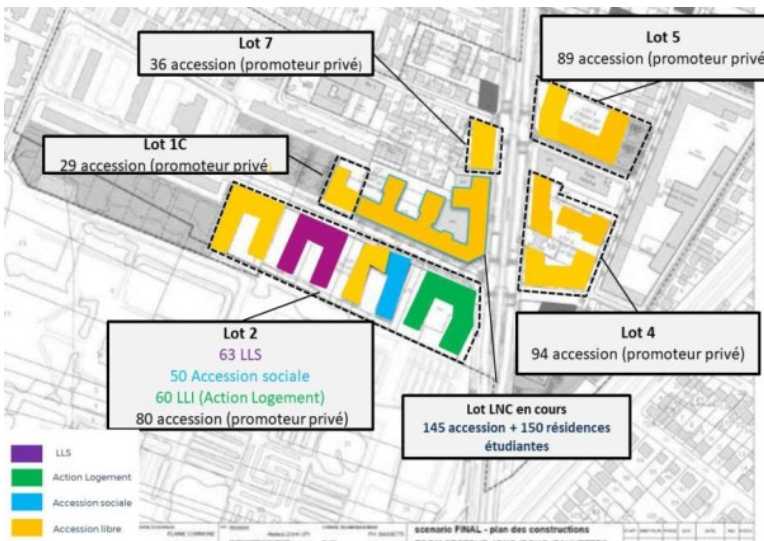 Lot 7
36 accession (promoteur privé)
Lot 5
89 accession (promoteur privé
Lot 1C
29 accession (promoteur privé
Lot 2
63 LLS
50 Accession sociale
60 LLI (Action Logement)
80 accession (promoteur privé)
Lot 4
94 accession (promoteur privé)
Lot LNC en cours
145 accession + 150 résidences
étudiantes
LLS
Action Logement
Accession sociale
Accession libre
PLAINE COMMUNE
scenario FINAL - plan des constructions